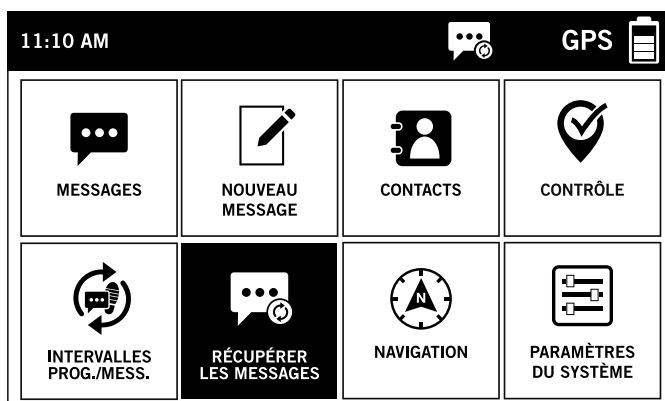 11:10 AM
GPS
MESSAGES
NOUVEAU
MESSAGE
CONTACTS
CONTRÔLE
INTERVALLES
PROG./MESS.
RÉCUPÉRER
LES MESSAGES
N
NAVIGATION
PARAMÈTRES
DU SYSTÈME